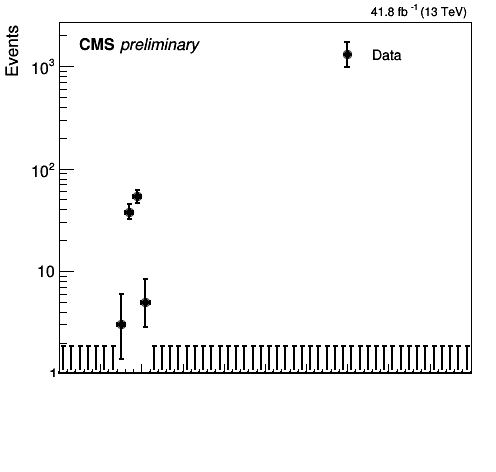 41.8 fb⁻¹ (13 TeV)
Events
CMS preliminary
Data
10³
10²
10
1